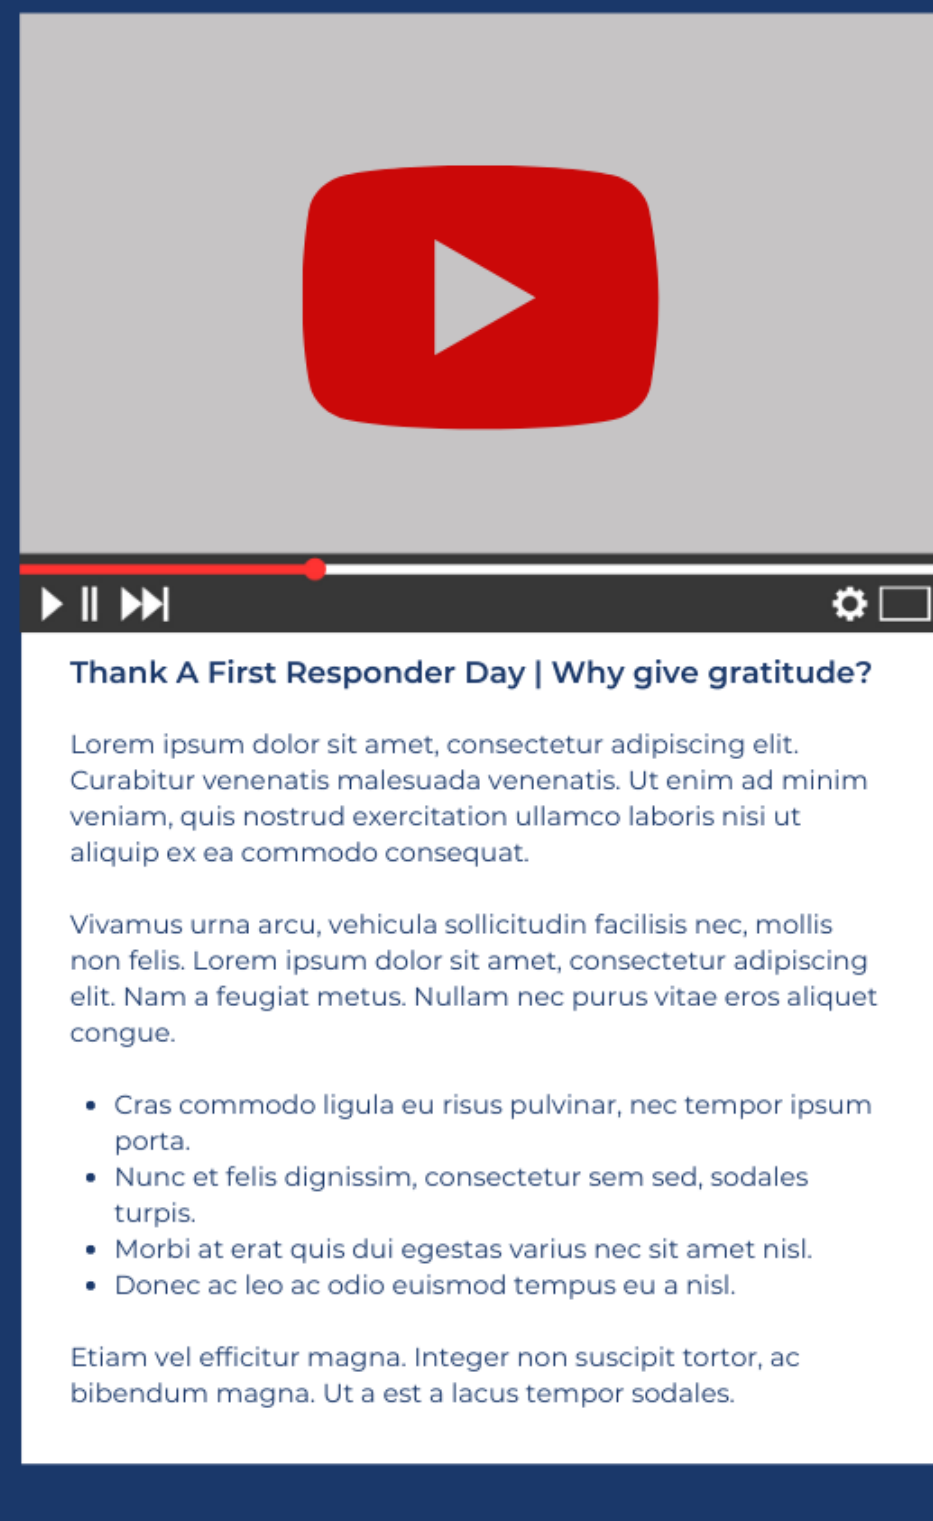 Thank A First Responder Day | Why give gratitude?
Lorem ipsum dolor sit amet, consectetur adipiscing elit.
Curabitur venenatis malesuada venenatis. Ut enim ad minim
veniam, quis nostrud exercitation ullamco laboris nisi ut
aliquip ex ea commodo consequat.
Vivamus urna arcu, vehicula sollicitudin facilisis nec, mollis
non felis. Lorem ipsum dolor sit amet, consectetur adipiscing
elit. Nam a feugiat metus. Nullam nec purus vitae eros aliquet
congue.
• Cras commodo ligula eu risus pulvinar, nec tempor ipsum
porta.
• Nunc et felis dignissim, consectetur sem sed, sodales
turpis.
• Morbi at erat quis dui egestas varius nec sit amet nisl.
• Donec ac leo ac odio euismod tempus eu a nisl.
Etiam vel efficitur magna. Integer non suscipit tortor, ac
bibendum magna. Ut a est a lacus tempor sodales.